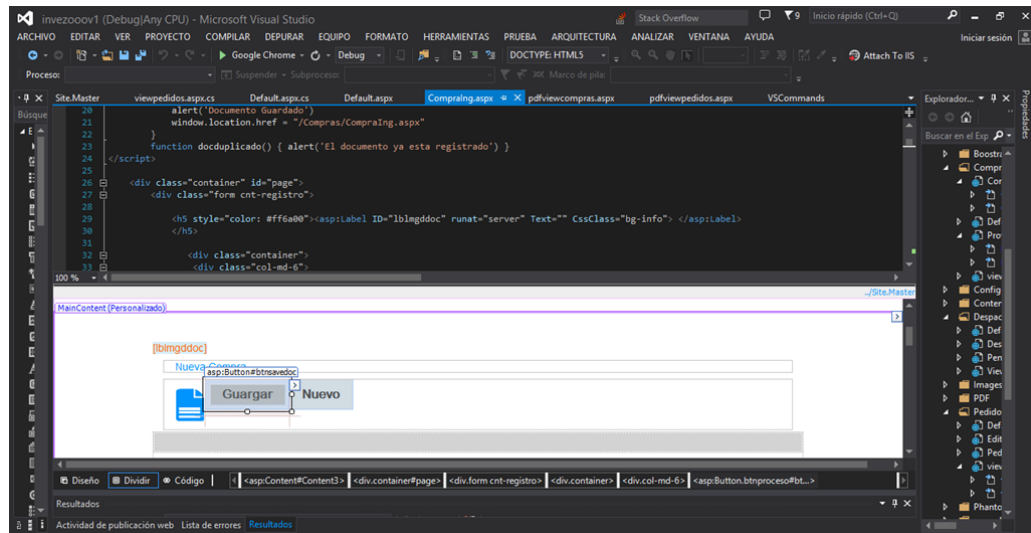 invezooov1 (Debug|Any CPU) - Microsoft Visual Studio
Stack Overflow
9
Inicio rápido (Ctrl+Q)
ARCHIVO EDITAR VER PROYECTO COMPILAR DEPURAR EQUIPO FORMATO HERRAMIENTAS PRUEBA ARQUITECTURA ANALIZAR VENTANA AYUDA
Iniciar sesión
Google Chrome Debug DOCTYPE: HTML5 Attach To IIS
Proceso: Suspender - Subproceso: Marco de pila:
Site.Master viewpedidos.aspx.cs Default.aspx.cs Default.aspx CompraIng.aspx pdfviewcompras.aspx pdfviewpedidos.aspx VSCommands
Explorador...
Propiedades
Búsque
Buscar en el Exp
20 alert('Documento Guardado')
21 window.location.href = "/Compras/CompraIng.aspx"
22 }
23 function docduplicado() { alert('El documento ya esta registrado') }
24 </script>
25
26 <div class="container" id="page">
27 <div class="form cnt-registro">
28
29 <h5 style="color: #ff6a00"><asp:Label ID="lblmgddoc" runat="server" Text="" CssClass="bg-info"> </asp:Label>
30 </h5>
31
32 <div class="container">
33 <div class="col-md-6">
100 %
../Site.Master
MainContent (Personalizado)
[lblmgddoc]
Nueva Compra
asp:Button#btnsavedoc
Guargar
Nuevo
Diseño Dividir Código <asp:Content#Content3> <div.container#page> <div.form cnt-registro> <div.container> <div.col-md-6> <asp:Button.btnproceso#bt...>
Resultados
Actividad de publicación web Lista de errores Resultados
Boostra
Compr
Cor
Def
Pro
view
Config
Conter
Despac
Def
Des
Pen
Viev
Images
PDF
Pedido
Def
Edit
Ped
viev
Phanto